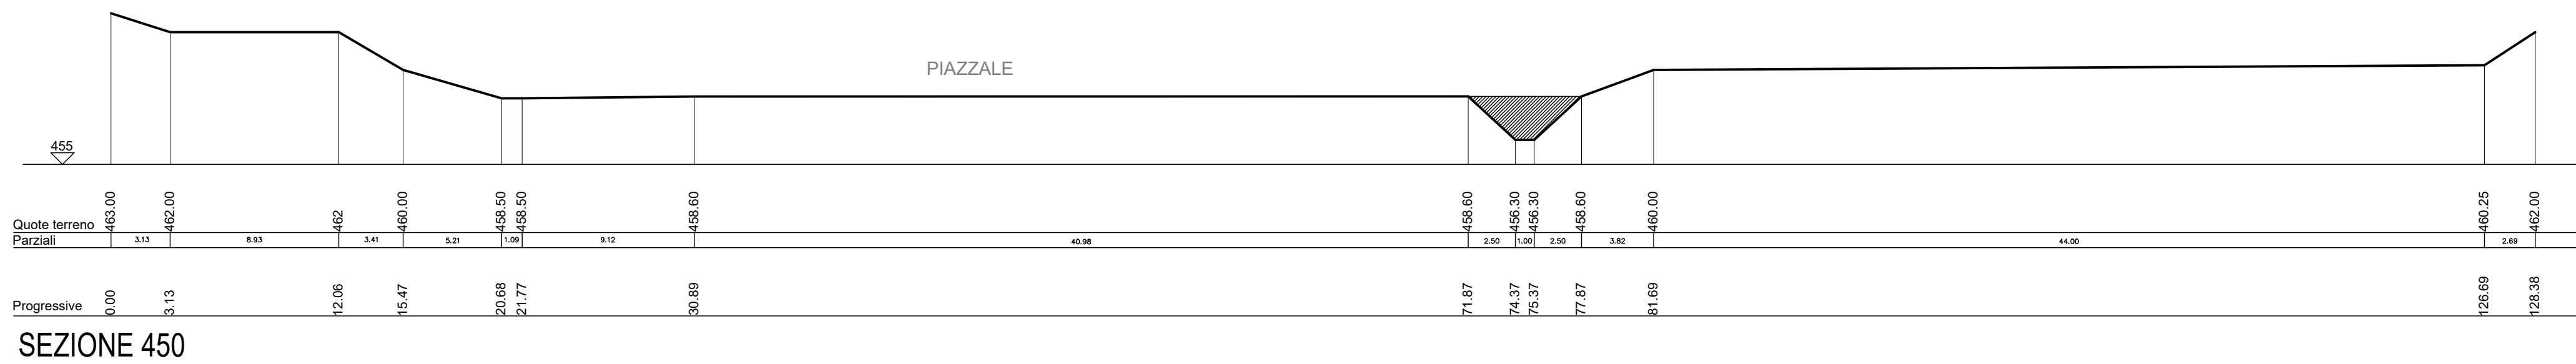 PIAZZALE
455
Quote terreno 463.00 462.00 462 460.00 458.50 458.50 458.60 458.60 456.30 456.30 458.60 460.00 460.25 462.00
Parziali 3.13 8.93 3.41 5.21 1.09 9.12 40.98 2.50 1.00 2.50 3.82 44.00 2.69
Progressive 0.00 3.13 12.06 15.47 20.68 21.77 30.89 71.87 74.37 75.37 77.87 81.69 126.69 128.38
SEZIONE 450